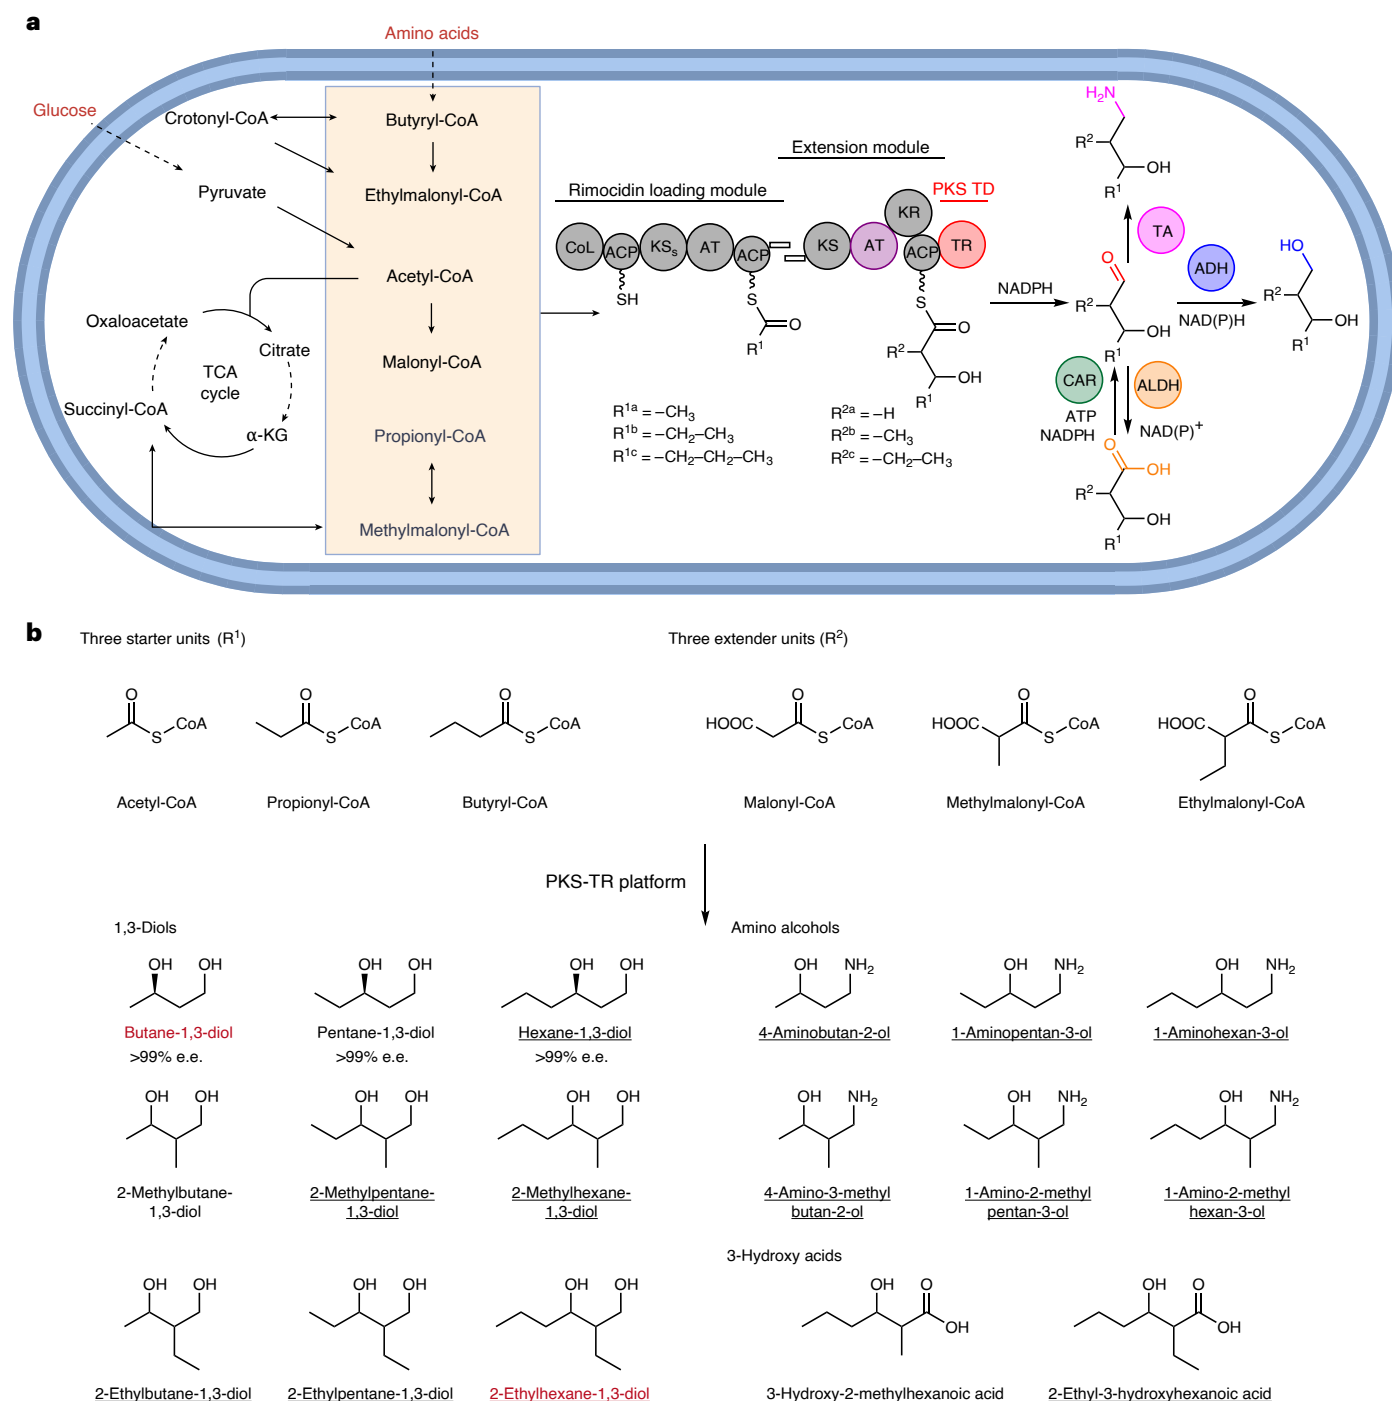 a
Amino acids
Glucose
Crotonyl-CoA
Butyryl-CoA
Pyruvate
Ethylmalonyl-CoA
Acetyl-CoA
Oxaloacetate
Citrate
TCA
cycle
Malonyl-CoA
Succinyl-CoA
α-KG
Propionyl-CoA
Methylmalonyl-CoA
Rimocidin loading module
Extension module
PKS TD
CoL
ACP
KSs
AT
ACP
KS
AT
KR
ACP
TR
SH
S
O
R1
S
O
R2
OH
R1
R1a = –CH3
R1b = –CH2–CH3
R1c = –CH2–CH2–CH3
R2a = –H
R2b = –CH3
R2c = –CH2–CH3
NADPH
H2N
R2
OH
R1
TA
O
R2
OH
R1
ADH
NAD(P)H
HO
R2
OH
R1
CAR
ATP
NADPH
ALDH
NAD(P)+
O
OH
R2
OH
R1
b
Three starter units (R1)
Three extender units (R2)
O
S
CoA
O
S
CoA
O
S
CoA
HOOC
O
S
CoA
HOOC
O
S
CoA
HOOC
O
S
CoA
Acetyl-CoA
Propionyl-CoA
Butyryl-CoA
Malonyl-CoA
Methylmalonyl-CoA
Ethylmalonyl-CoA
PKS-TR platform
1,3-Diols
Amino alcohols
OH OH
OH OH
OH OH
OH NH2
OH NH2
OH NH2
Butane-1,3-diol
>99% e.e.
Pentane-1,3-diol
>99% e.e.
Hexane-1,3-diol
>99% e.e.
4-Aminobutan-2-ol
1-Aminopentan-3-ol
1-Aminohexan-3-ol
OH OH
OH OH
OH OH
OH NH2
OH NH2
OH NH2
2-Methylbutane-
1,3-diol
2-Methylpentane-
1,3-diol
2-Methylhexane-
1,3-diol
4-Amino-3-methyl
butan-2-ol
1-Amino-2-methyl
pentan-3-ol
1-Amino-2-methyl
hexan-3-ol
3-Hydroxy acids
OH OH
OH OH
OH OH
OH O
OH
OH O
OH
2-Ethylbutane-1,3-diol
2-Ethylpentane-1,3-diol
2-Ethylhexane-1,3-diol
3-Hydroxy-2-methylhexanoic acid
2-Ethyl-3-hydroxyhexanoic acid